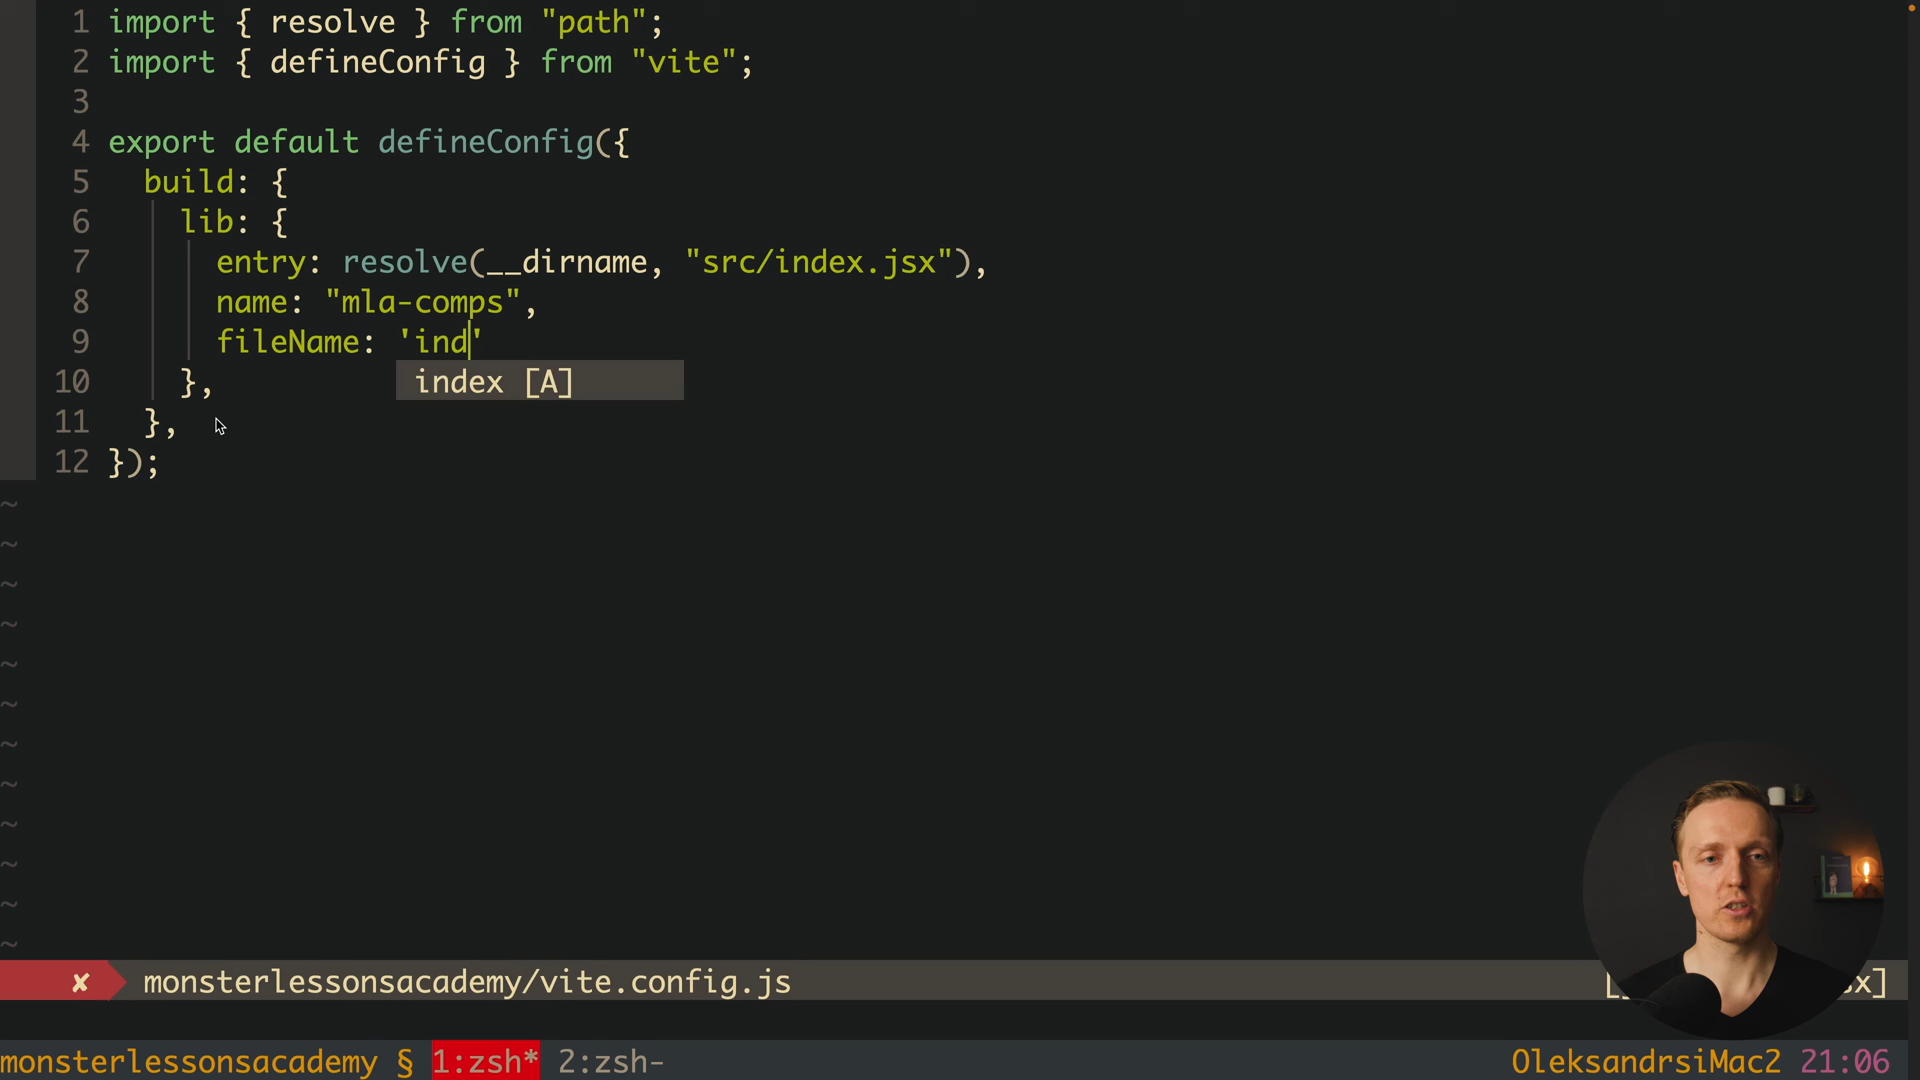 1 import { resolve } from "path";
2 import { defineConfig } from "vite";
3
4 export default defineConfig({
5 build: {
6 lib: {
7 entry: resolve(__dirname, "src/index.jsx"),
8 name: "mla-comps",
9 fileName: 'ind'
index [A]
10 },
11 },
12 });
~
~
~
~
~
~
~
~
~
~
~
~
✘ monsterlessonsacademy/vite.config.js
monsterlessonsacademy § 1:zsh* 2:zsh- OleksandrsiMac2 21:06